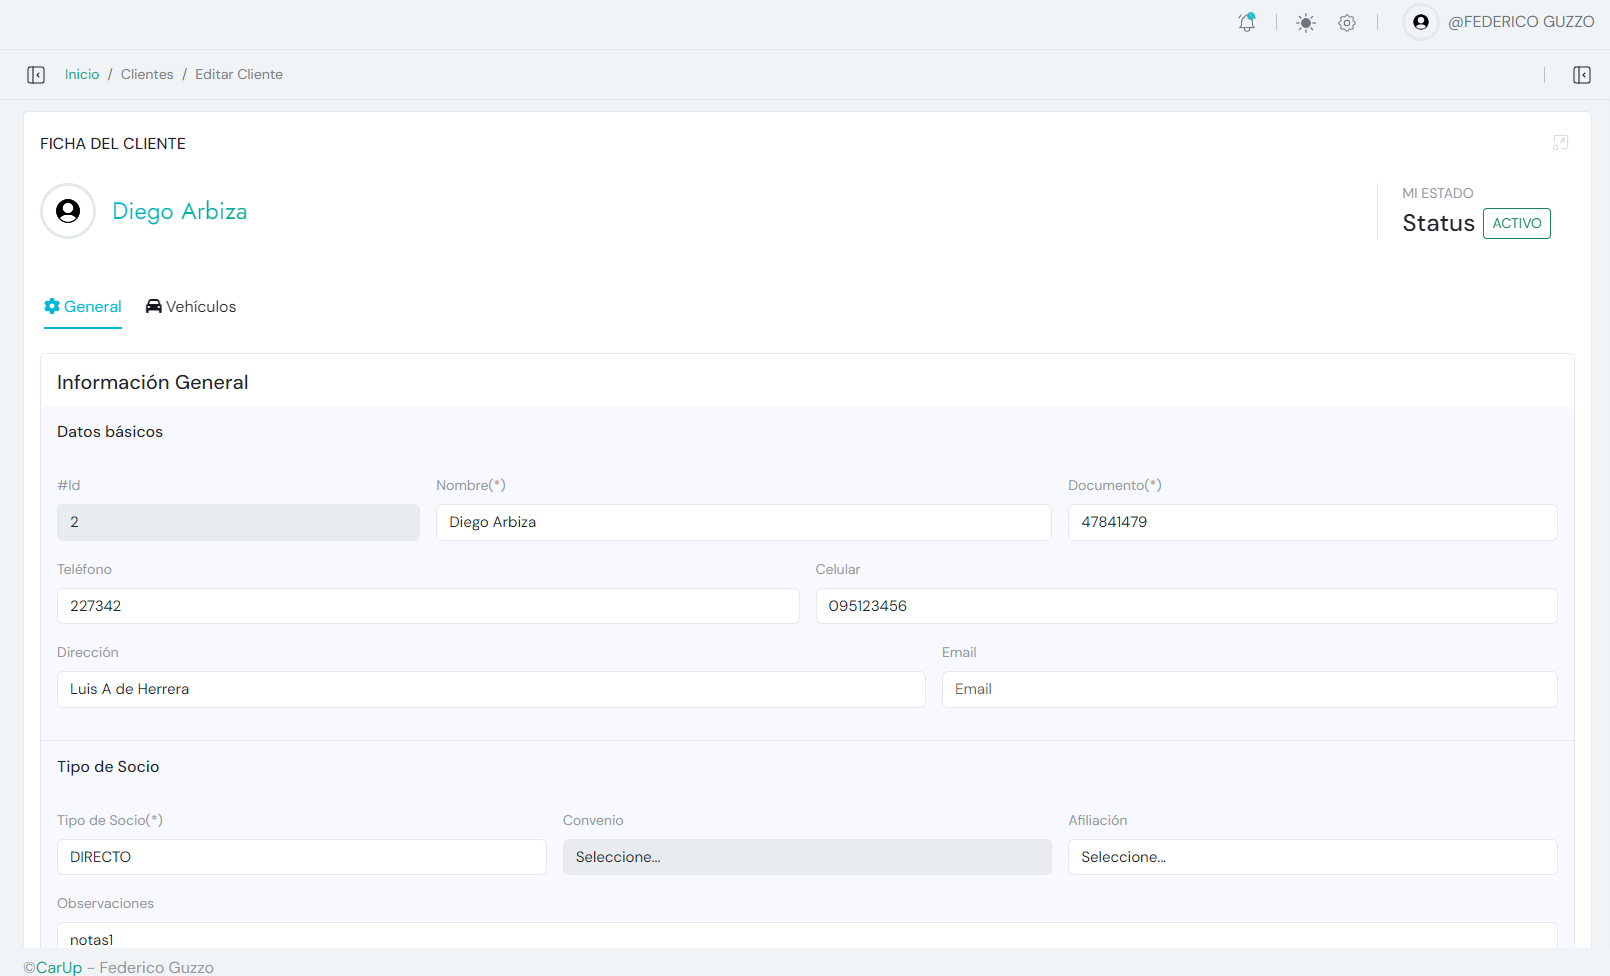 @FEDERICO GUZZO
Inicio / Clientes / Editar Cliente
FICHA DEL CLIENTE
Diego Arbiza
MI ESTADO
Status ACTIVO
General Vehículos
Información General
Datos básicos
#Id Nombre(*) Documento(*)
2 Diego Arbiza 47841479
Teléfono Celular
227342 095123456
Dirección Email
Luis A de Herrera Email
Tipo de Socio
Tipo de Socio(*) Convenio Afiliación
DIRECTO Seleccione... Seleccione...
Observaciones
notas1
©CarUp - Federico Guzzo